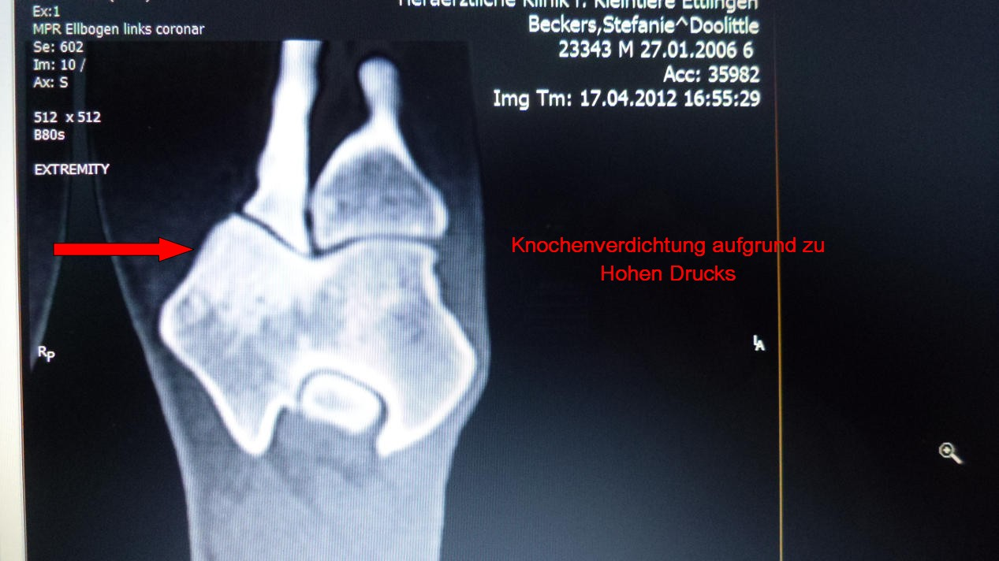 Ex:1
MPR Ellbogen links coronar
Se: 602
Im: 10 /
Ax: S
512 x 512
B80s
EXTREMITY
Tierärztliche Klinik f. Kleintiere Ettlingen
Beckers,Stefanie^Doolittle
23343 M 27.01.2006 6
Acc: 35982
Img Tm: 17.04.2012 16:55:29
Knochenverdichtung aufgrund zu
Hohen Drucks
RP
IA